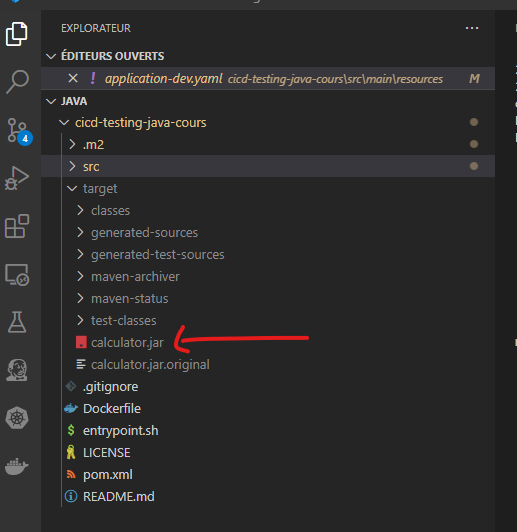 EXPLORATEUR
ÉDITEURS OUVERTS
application-dev.yaml cicd-testing-java-cours\src\main\resources M
JAVA
cicd-testing-java-cours
.m2
src
target
classes
generated-sources
generated-test-sources
maven-archiver
maven-status
test-classes
calculator.jar
calculator.jar.original
.gitignore
Dockerfile
entrypoint.sh
LICENSE
pom.xml
README.md
4